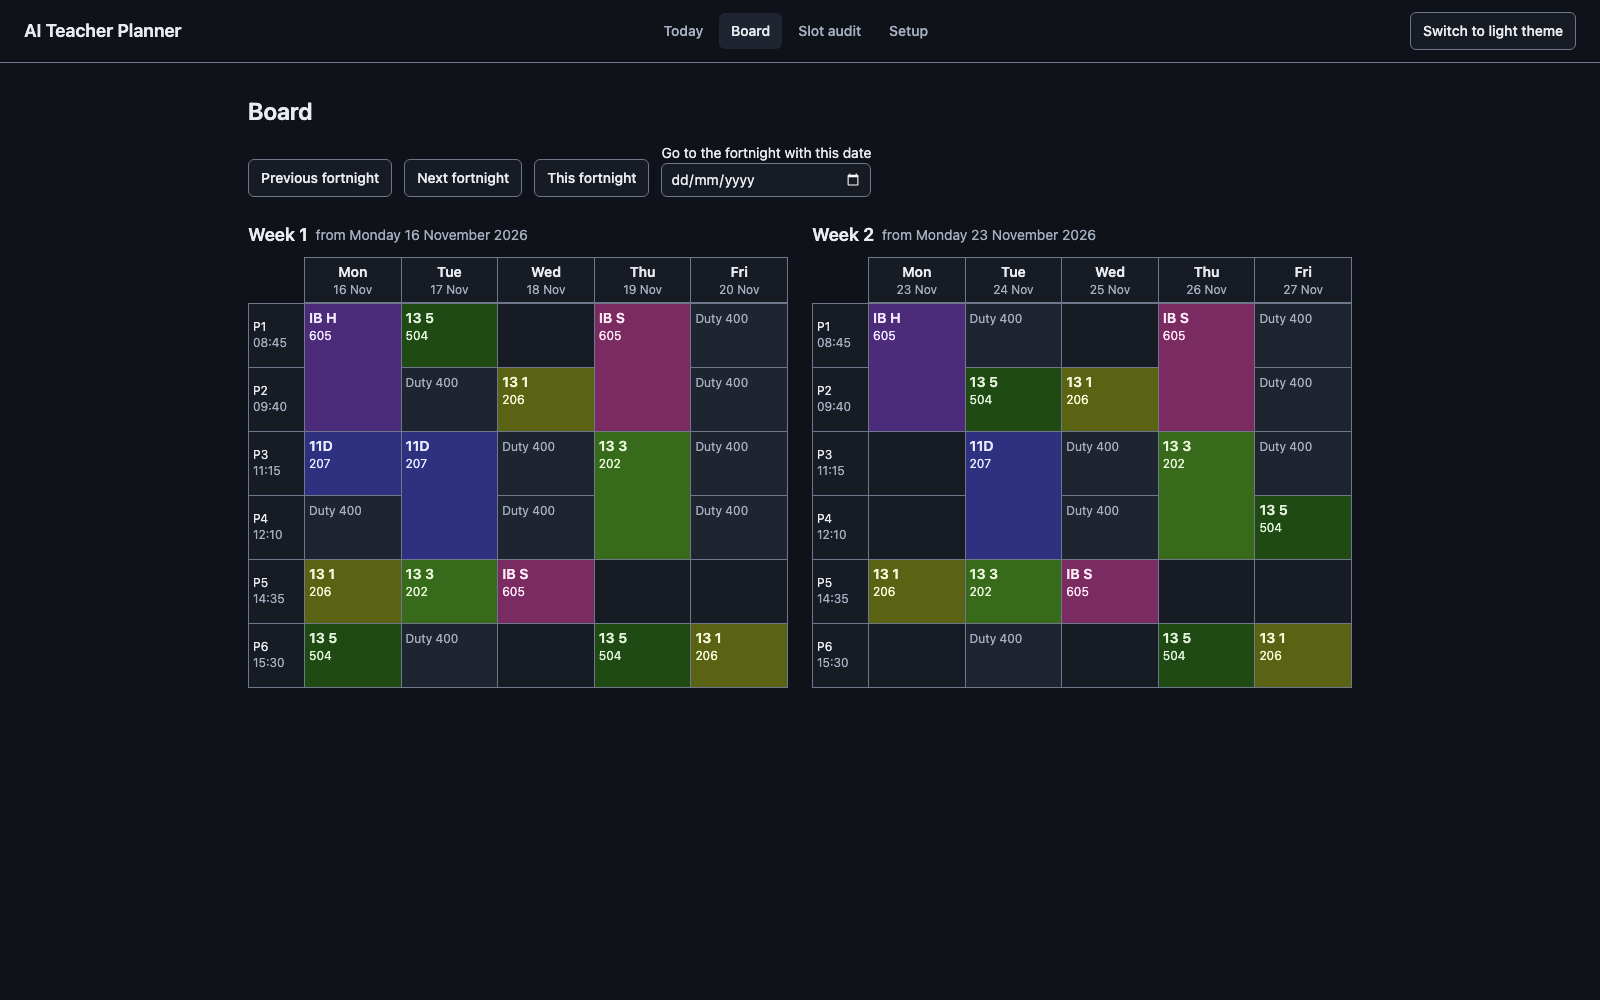 AI Teacher Planner
Today
Board
Slot audit
Setup
Switch to light theme
Board
Previous fortnight
Next fortnight
This fortnight
Go to the fortnight with this date
dd/mm/yyyy
Week 1 from Monday 16 November 2026
Mon Tue Wed Thu Fri
16 Nov 17 Nov 18 Nov 19 Nov 20 Nov
P1
08:45
IB H
605
13 5
504
IB S
605
Duty 400
P2
09:40
Duty 400
13 1
206
Duty 400
P3
11:15
11D
207
11D
207
Duty 400
13 3
202
Duty 400
P4
12:10
Duty 400
Duty 400
Duty 400
P5
14:35
13 1
206
13 3
202
IB S
605
P6
15:30
13 5
504
Duty 400
13 5
504
13 1
206
Week 2 from Monday 23 November 2026
Mon Tue Wed Thu Fri
23 Nov 24 Nov 25 Nov 26 Nov 27 Nov
P1
08:45
IB H
605
Duty 400
IB S
605
Duty 400
P2
09:40
13 5
504
13 1
206
Duty 400
P3
11:15
11D
207
Duty 400
13 3
202
Duty 400
P4
12:10
Duty 400
13 5
504
P5
14:35
13 1
206
13 3
202
IB S
605
P6
15:30
Duty 400
13 5
504
13 1
206